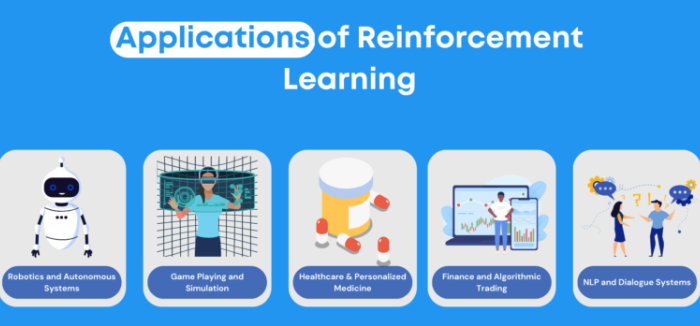 Applications of Reinforcement
Learning
Robotics and Autonomous
Systems
Game Playing and
Simulation
Healthcare & Personalized
Medicine
Finance and Algorithmic
Trading
NLP and Dialogue Systems